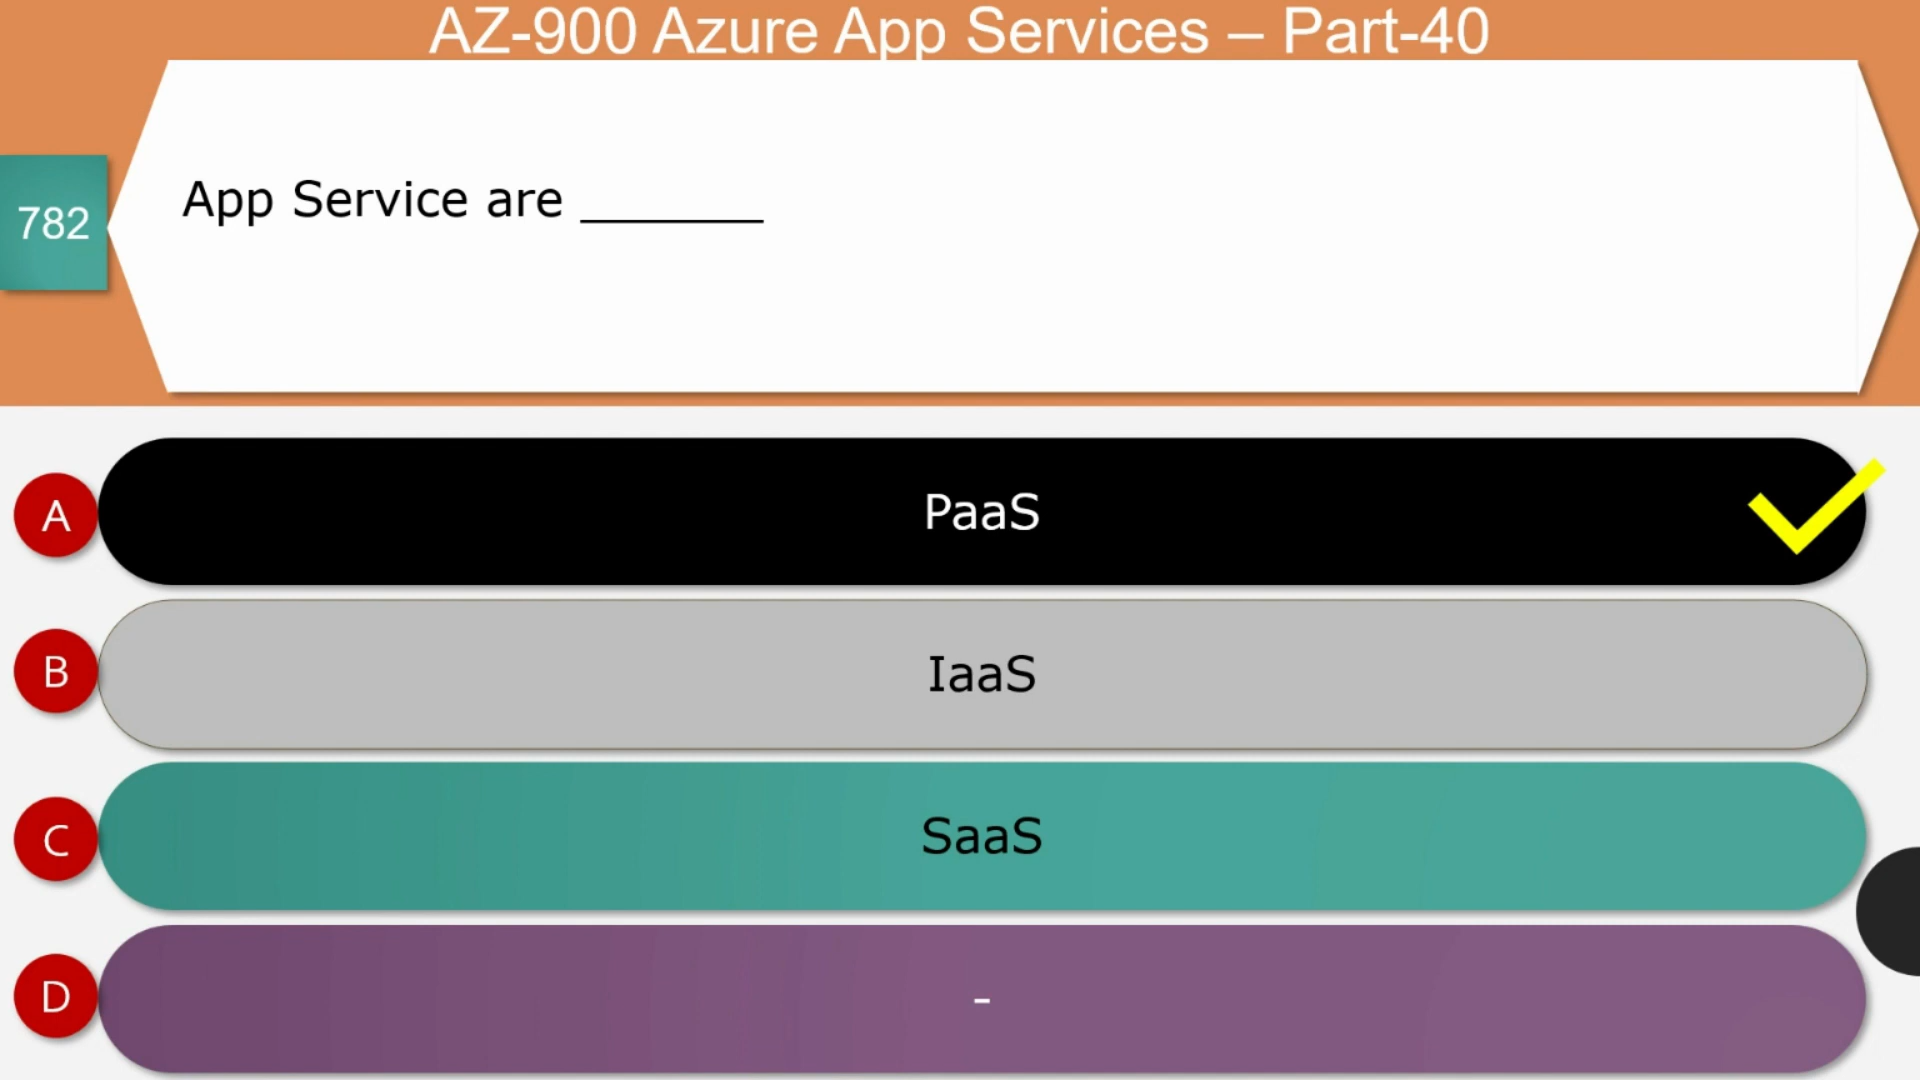 AZ-900 Azure App Services – Part-40
782
App Service are _______
A
PaaS
B
IaaS
C
SaaS
D
-